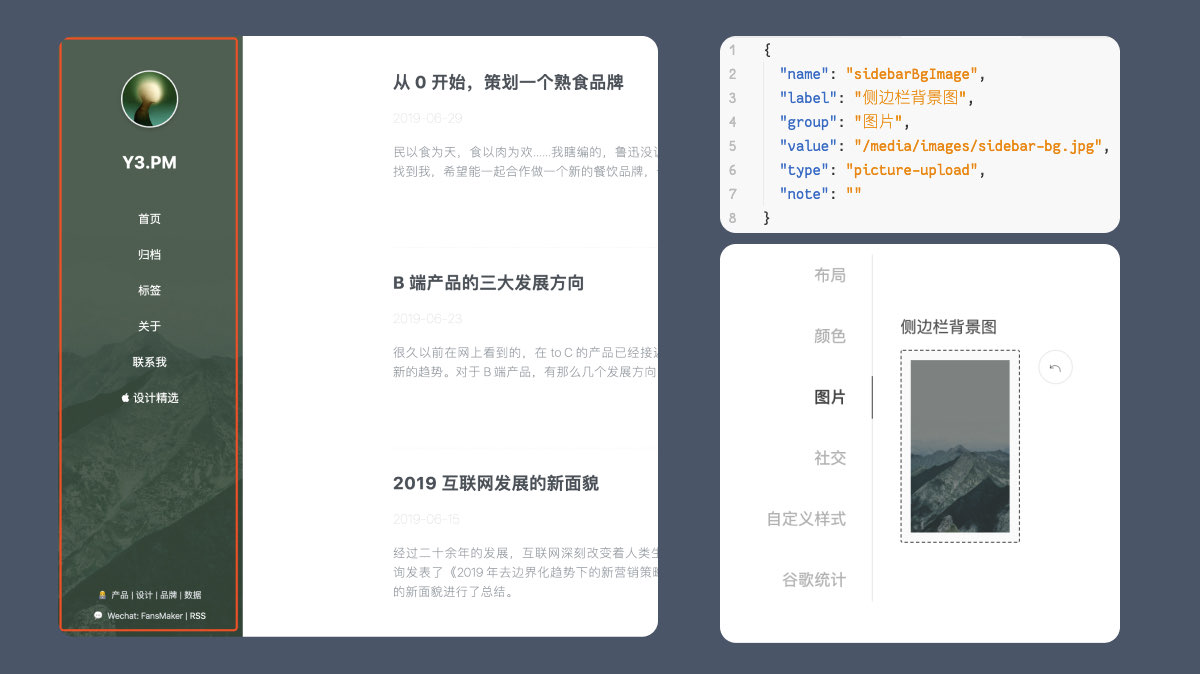 Y3.PM
首页
归档
标签
关于
联系我
设计精选
产品 | 设计 | 品牌 | 数据
Wechat: FansMaker | RSS
从 0 开始，策划一个熟食品牌
2019-06-29
民以食为天，食以肉为欢......我瞎编的，鲁迅没
找到我，希望能一起合作做一个新的餐饮品牌，
B 端产品的三大发展方向
2019-06-23
很久以前在网上看到的，在 to C 的产品已经接
新的趋势。对于 B 端产品，有那么几个发展方向
2019 互联网发展的新面貌
2019-06-15
经过二十余年的发展，互联网深刻改变着人类
询发表了《2019 年去边界化趋势下的新营销策
的新面貌进行了总结。
1 {
2 "name": "sidebarBgImage",
3 "label": "侧边栏背景图",
4 "group": "图片",
5 "value": "/media/images/sidebar-bg.jpg",
6 "type": "picture-upload",
7 "note": ""
8 }
布局
颜色
图片
社交
自定义样式
谷歌统计
侧边栏背景图